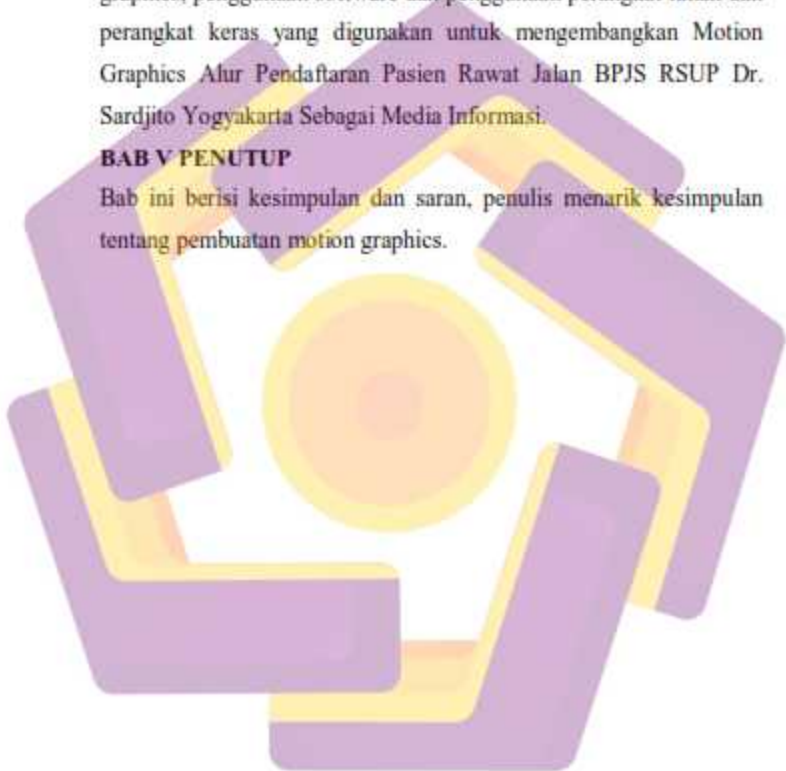 perangkat keras yang digunakan untuk mengembangkan Motion
Graphics Alur Pendaftaran Pasien Rawat Jalan BPJS RSUP Dr.
Sardjito Yogyakarta Sebagai Media Informasi.
BAB V PENUTUP
Bab ini berisi kesimpulan dan saran, penulis menarik kesimpulan
tentang pembuatan motion graphics.